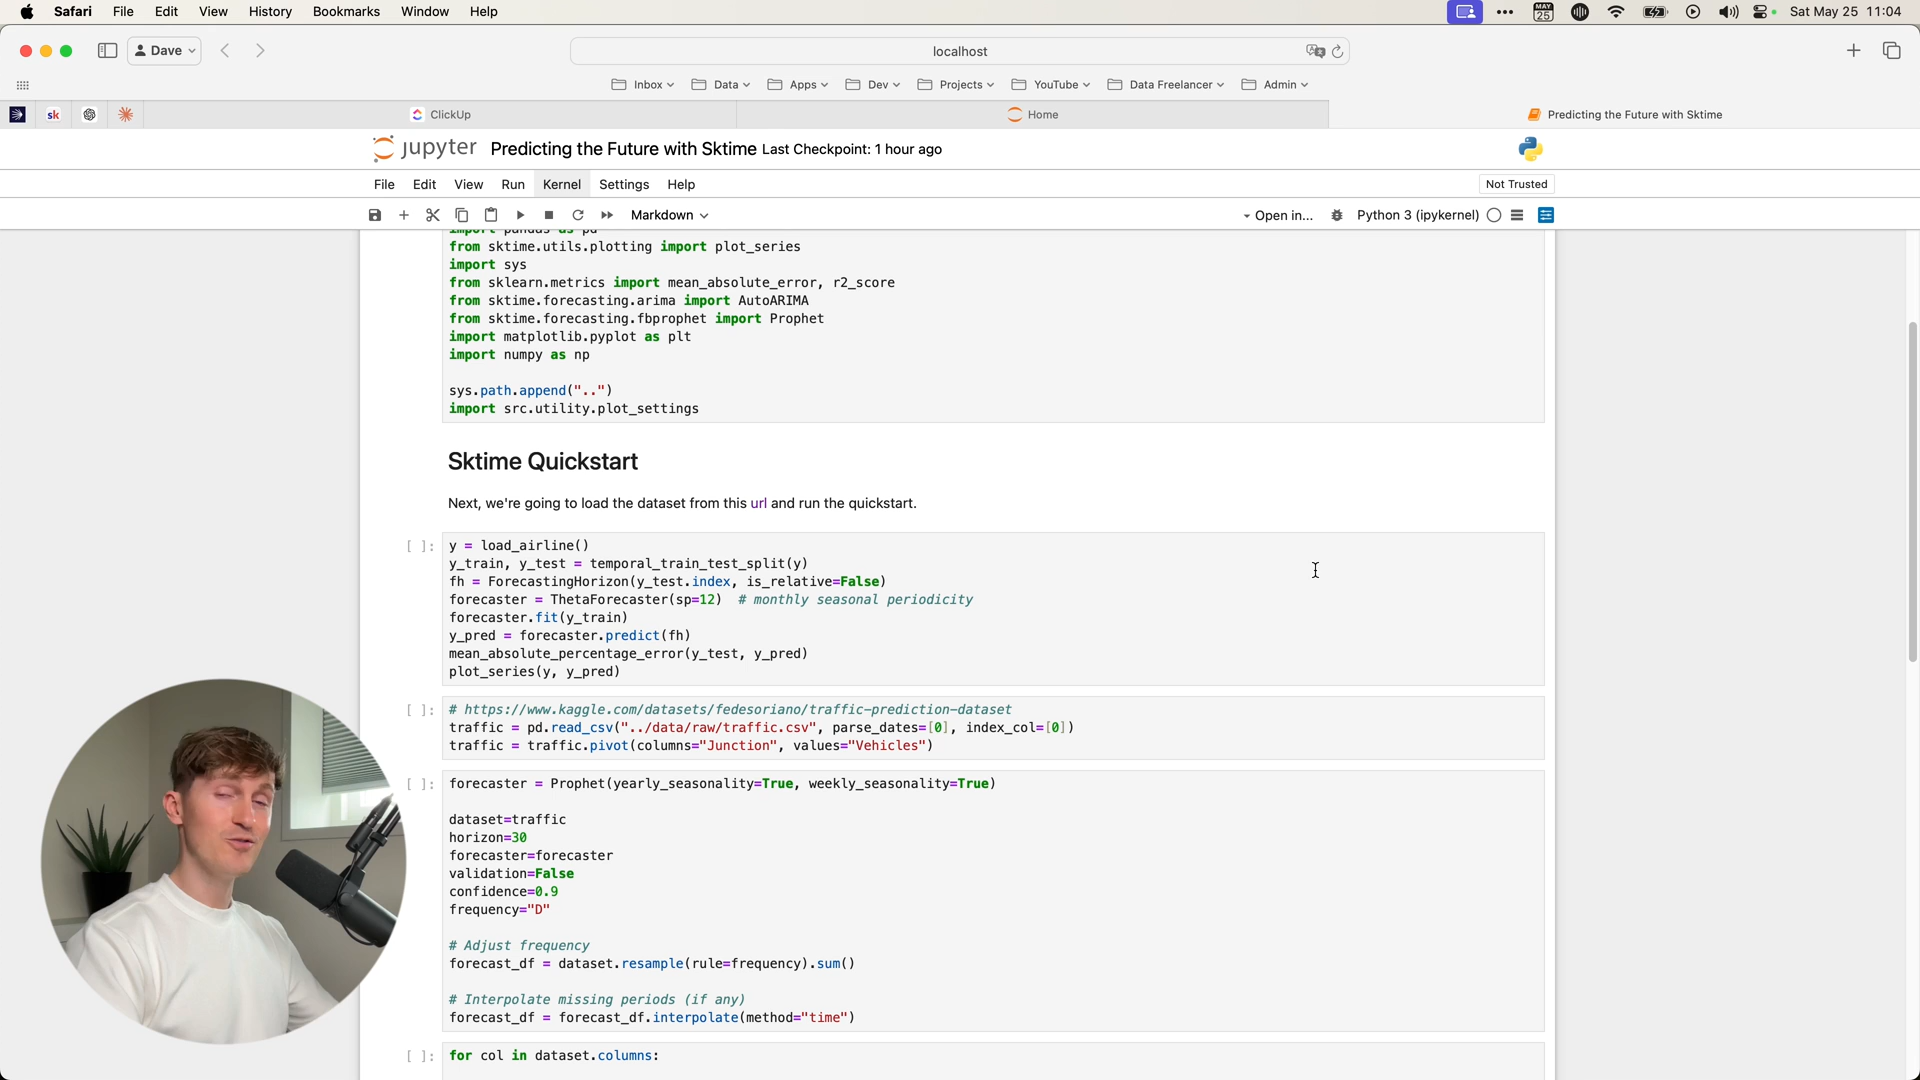 Safari File Edit View History Bookmarks Window Help
MAY 25 Sat May 25 11:04
Dave
localhost
Inbox Data Apps Dev Projects YouTube Data Freelancer Admin
sk ClickUp Home Predicting the Future with Sktime
jupyter Predicting the Future with Sktime Last Checkpoint: 1 hour ago
File Edit View Run Kernel Settings Help Not Trusted
Markdown Open in... Python 3 (ipykernel)
import pandas as pd
from sktime.utils.plotting import plot_series
import sys
from sklearn.metrics import mean_absolute_error, r2_score
from sktime.forecasting.arima import AutoARIMA
from sktime.forecasting.fbprophet import Prophet
import matplotlib.pyplot as plt
import numpy as np
sys.path.append("..")
import src.utility.plot_settings
Sktime Quickstart
Next, we're going to load the dataset from this url and run the quickstart.
[ ]: y = load_airline()
y_train, y_test = temporal_train_test_split(y)
fh = ForecastingHorizon(y_test.index, is_relative=False)
forecaster = ThetaForecaster(sp=12) # monthly seasonal periodicity
forecaster.fit(y_train)
y_pred = forecaster.predict(fh)
mean_absolute_percentage_error(y_test, y_pred)
plot_series(y, y_pred)
[ ]: # https://www.kaggle.com/datasets/fedesoriano/traffic-prediction-dataset
traffic = pd.read_csv("../data/raw/traffic.csv", parse_dates=[0], index_col=[0])
traffic = traffic.pivot(columns="Junction", values="Vehicles")
[ ]: forecaster = Prophet(yearly_seasonality=True, weekly_seasonality=True)
dataset=traffic
horizon=30
forecaster=forecaster
validation=False
confidence=0.9
frequency="D"
# Adjust frequency
forecast_df = dataset.resample(rule=frequency).sum()
# Interpolate missing periods (if any)
forecast_df = forecast_df.interpolate(method="time")
[ ]: for col in dataset.columns: